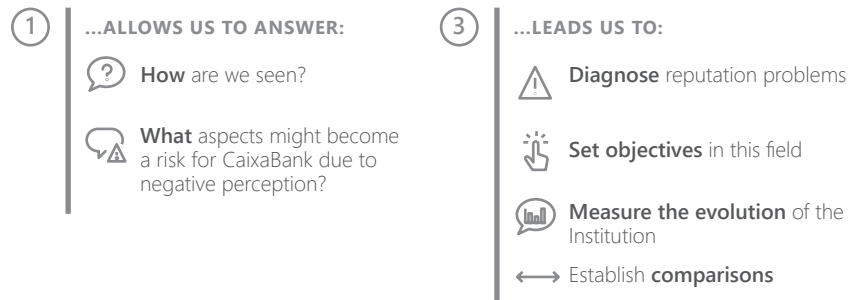 1
...ALLOWS US TO ANSWER:
? How are we seen?
What aspects might become
a risk for CaixaBank due to
negative perception?
3
...LEADS US TO:
Diagnose reputation problems
Set objectives in this field
Measure the evolution of the
Institution
Establish comparisons